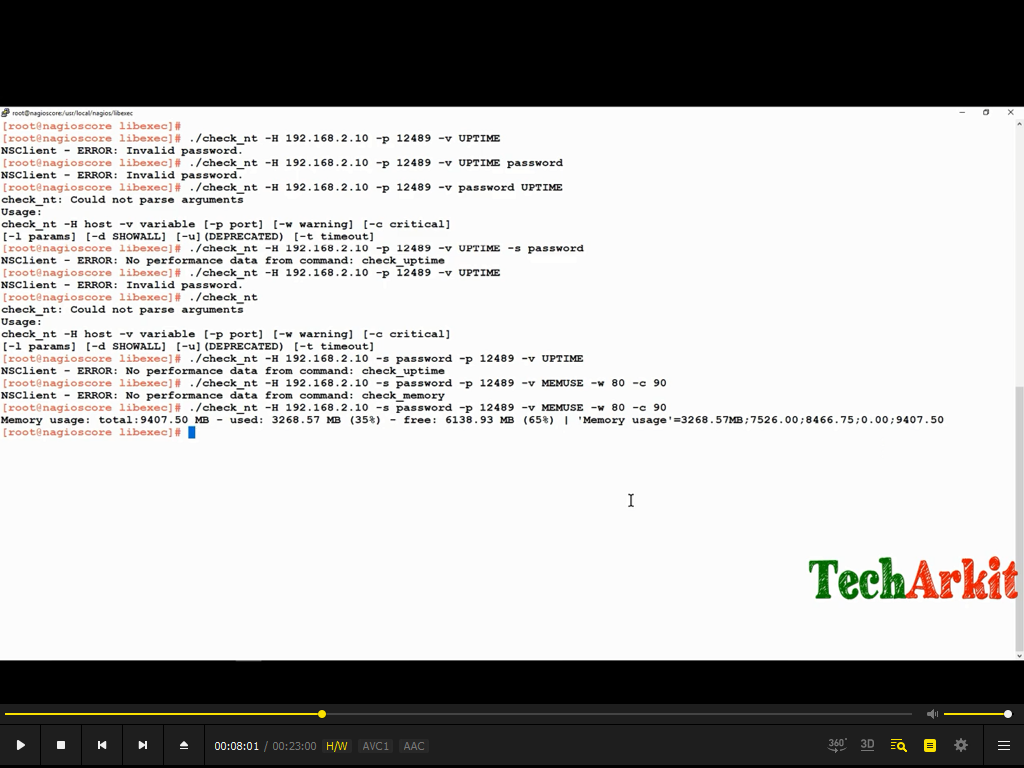 root@nagioscore:/usr/local/nagios/libexec
[root@nagioscore libexec]#
[root@nagioscore libexec]# ./check_nt -H 192.168.2.10 -p 12489 -v UPTIME
NSClient - ERROR: Invalid password.
[root@nagioscore libexec]# ./check_nt -H 192.168.2.10 -p 12489 -v UPTIME password
NSClient - ERROR: Invalid password.
[root@nagioscore libexec]# ./check_nt -H 192.168.2.10 -p 12489 -v password UPTIME
check_nt: Could not parse arguments
Usage:
check_nt -H host -v variable [-p port] [-w warning] [-c critical]
[-l params] [-d SHOWALL] [-u](DEPRECATED) [-t timeout]
[root@nagioscore libexec]# ./check_nt -H 192.168.2.10 -p 12489 -v UPTIME -s password
NSClient - ERROR: No performance data from command: check_uptime
[root@nagioscore libexec]# ./check_nt -H 192.168.2.10 -p 12489 -v UPTIME
NSClient - ERROR: Invalid password.
[root@nagioscore libexec]# ./check_nt
check_nt: Could not parse arguments
Usage:
check_nt -H host -v variable [-p port] [-w warning] [-c critical]
[-l params] [-d SHOWALL] [-u](DEPRECATED) [-t timeout]
[root@nagioscore libexec]# ./check_nt -H 192.168.2.10 -s password -p 12489 -v UPTIME
NSClient - ERROR: No performance data from command: check_uptime
[root@nagioscore libexec]# ./check_nt -H 192.168.2.10 -s password -p 12489 -v MEMUSE -w 80 -c 90
NSClient - ERROR: No performance data from command: check_memory
[root@nagioscore libexec]# ./check_nt -H 192.168.2.10 -s password -p 12489 -v MEMUSE -w 80 -c 90
Memory usage: total:9407.50 MB - used: 3268.57 MB (35%) - free: 6138.93 MB (65%) | 'Memory usage'=3268.57MB;7526.00;8466.75;0.00;9407.50
[root@nagioscore libexec]#
TechArkit
00:08:01 / 00:23:00 H/W AVC1 AAC
360° 3D